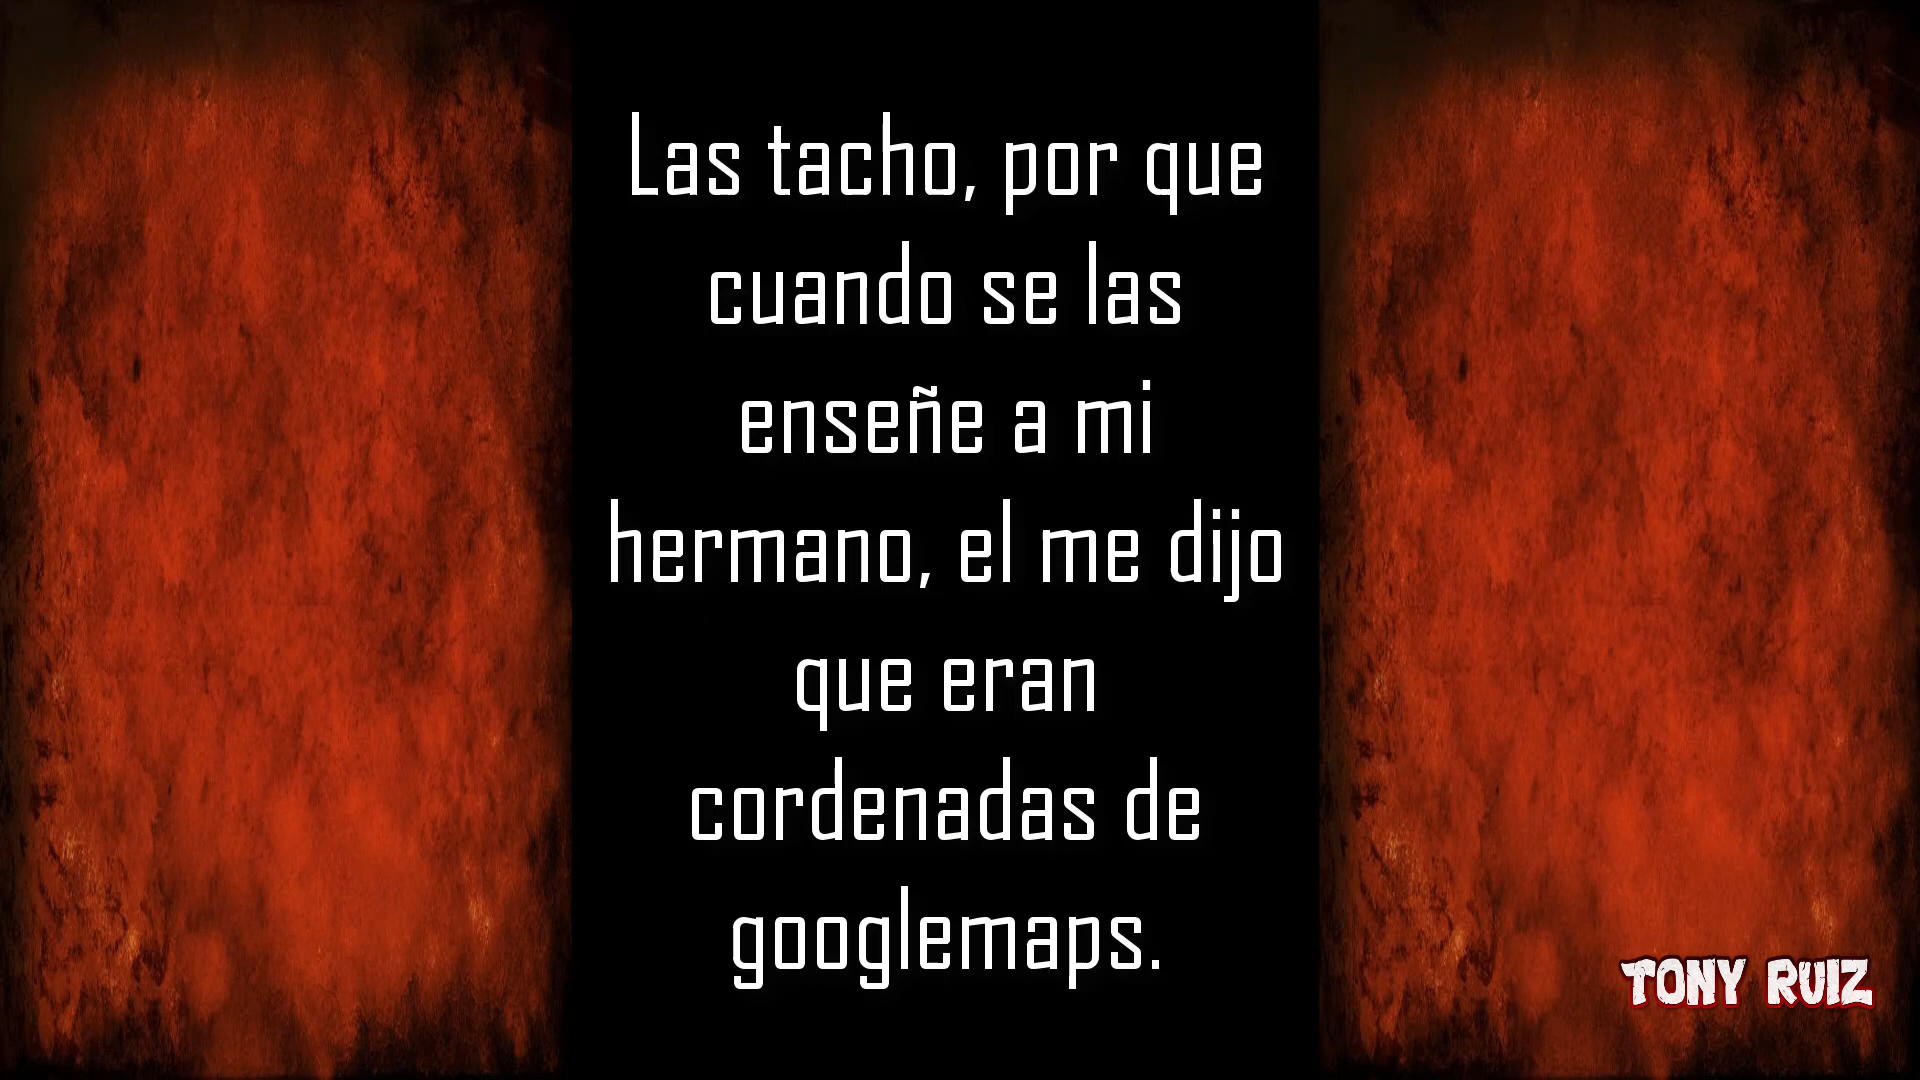 Las tacho, por que
cuando se las
enseñe a mi
hermano, el me dijo
que eran
cordenadas de
googlemaps.
TONY RUIZ